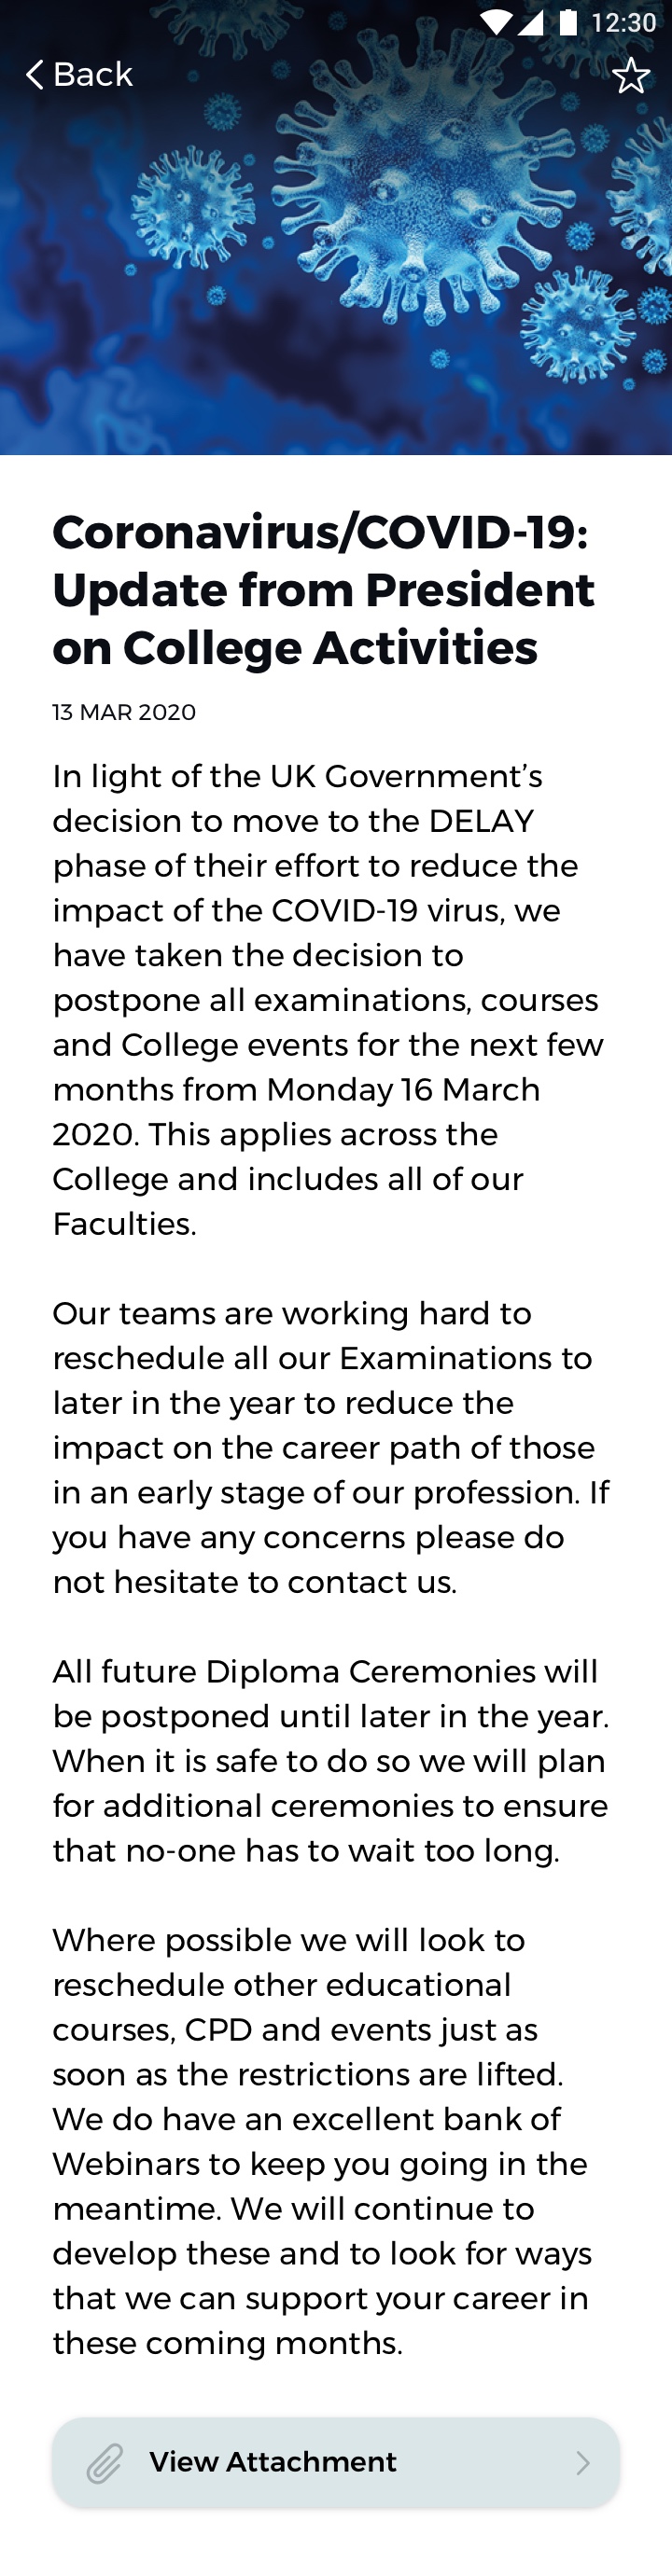 12:30
Back
Coronavirus/COVID-19:
Update from President
on College Activities
13 MAR 2020
In light of the UK Government’s
decision to move to the DELAY
phase of their effort to reduce the
impact of the COVID-19 virus, we
have taken the decision to
postpone all examinations, courses
and College events for the next few
months from Monday 16 March
2020. This applies across the
College and includes all of our
Faculties.
Our teams are working hard to
reschedule all our Examinations to
later in the year to reduce the
impact on the career path of those
in an early stage of our profession. If
you have any concerns please do
not hesitate to contact us.
All future Diploma Ceremonies will
be postponed until later in the year.
When it is safe to do so we will plan
for additional ceremonies to ensure
that no-one has to wait too long.
Where possible we will look to
reschedule other educational
courses, CPD and events just as
soon as the restrictions are lifted.
We do have an excellent bank of
Webinars to keep you going in the
meantime. We will continue to
develop these and to look for ways
that we can support your career in
these coming months.
View Attachment